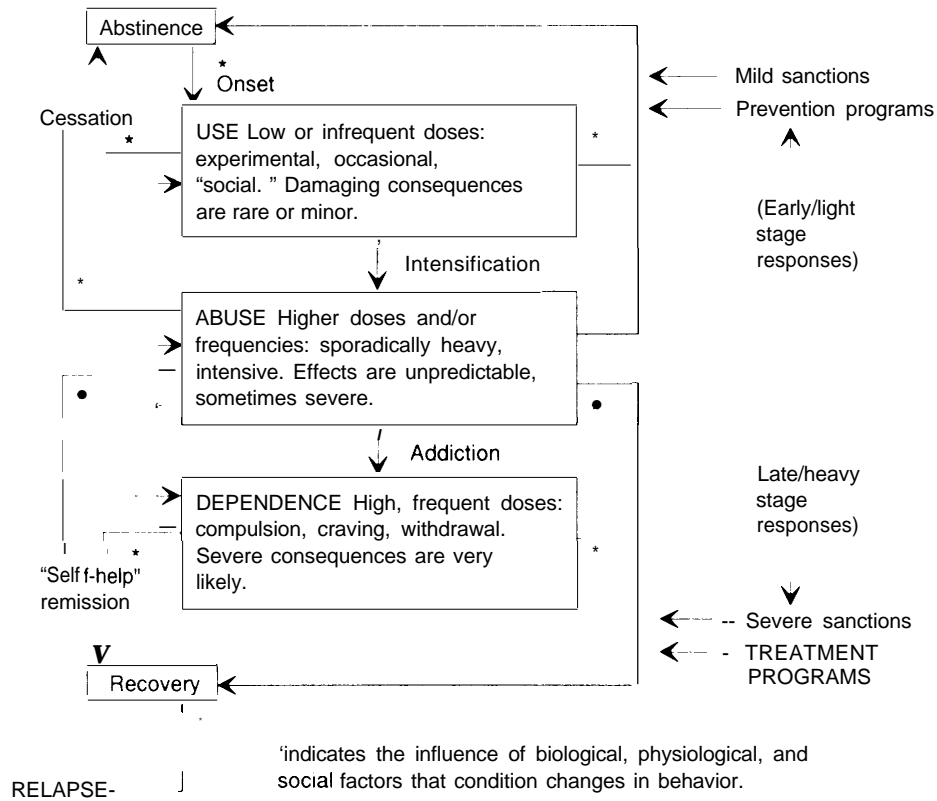 Abstinence
*
Onset
Mild sanctions
Prevention programs
Cessation
*
*
USE Low or infrequent doses:
experimental, occasional,
“social. ” Damaging consequences
are rare or minor.
(Early/light
stage
responses)
Intensification
*
ABUSE Higher doses and/or
frequencies: sporadically heavy,
intensive. Effects are unpredictable,
sometimes severe.
Addiction
DEPENDENCE High, frequent doses:
compulsion, craving, withdrawal.
Severe consequences are very
likely.
Late/heavy
stage
responses)
*
*
“Self f-help"
remission
-- Severe sanctions
- TREATMENT
PROGRAMS
V
Recovery
‘indicates the influence of biological, physiological, and
social factors that condition changes in behavior.
RELAPSE-